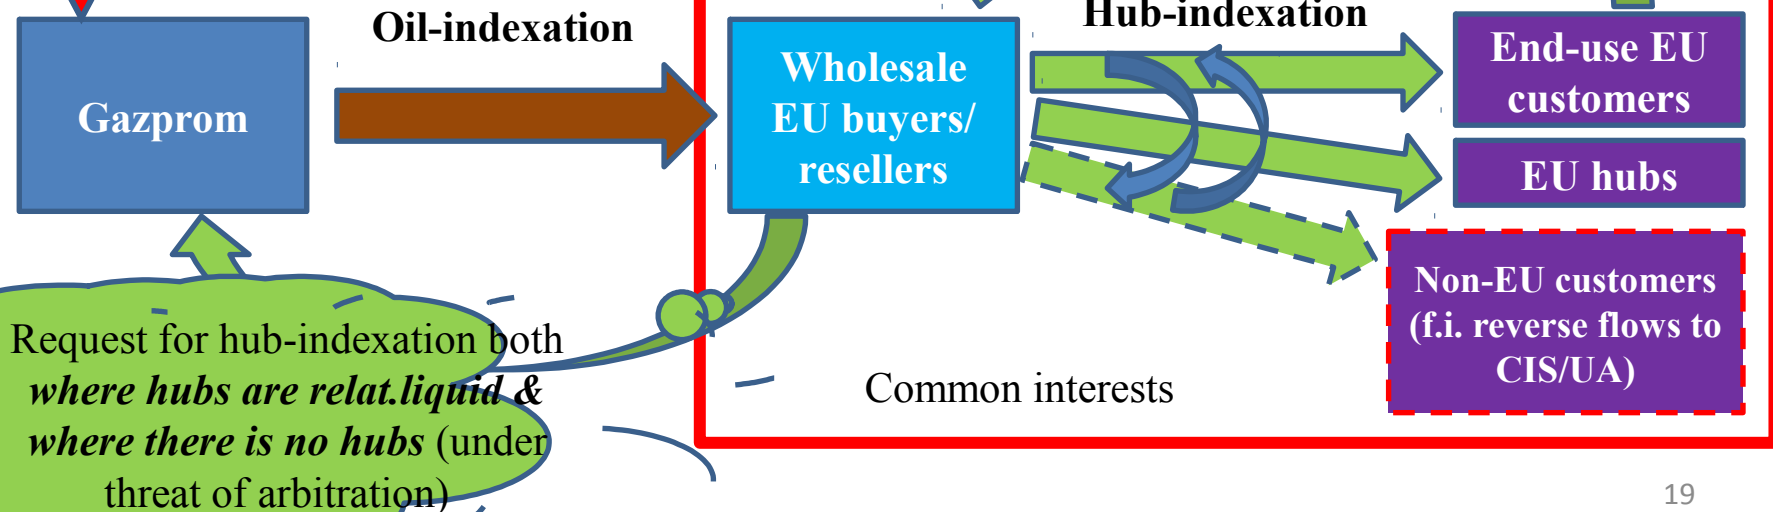 Oil-indexation
Hub-indexation
Gazprom
Wholesale
EU buyers/
resellers
End-use EU
customers
EU hubs
Non-EU customers
(f.i. reverse flows to
CIS/UA)
Request for hub-indexation both
where hubs are relat.liquid &
where there is no hubs (under
threat of arbitration)
Common interests
19